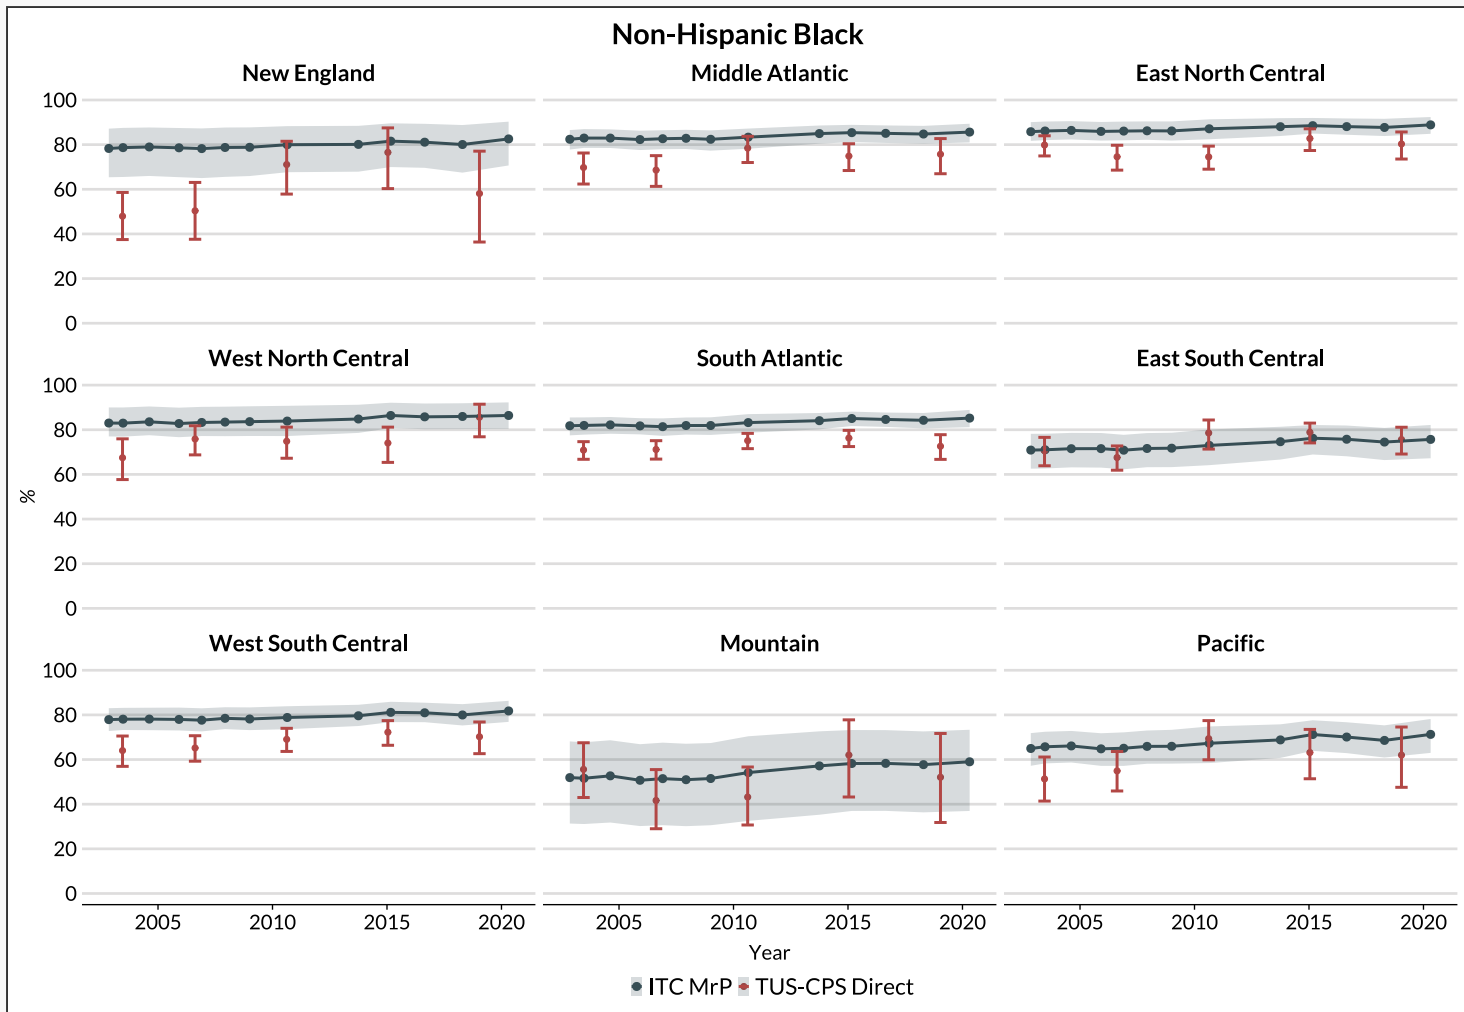 Non-Hispanic Black
New England Middle Atlantic East North Central
100
80
60
40
20
0
West North Central South Atlantic East South Central
100
80
60
40
20
0
%
West South Central Mountain Pacific
100
80
60
40
20
0
2005 2010 2015 2020 2005 2010 2015 2020 2005 2010 2015 2020
Year
ITC MrP TUS-CPS Direct